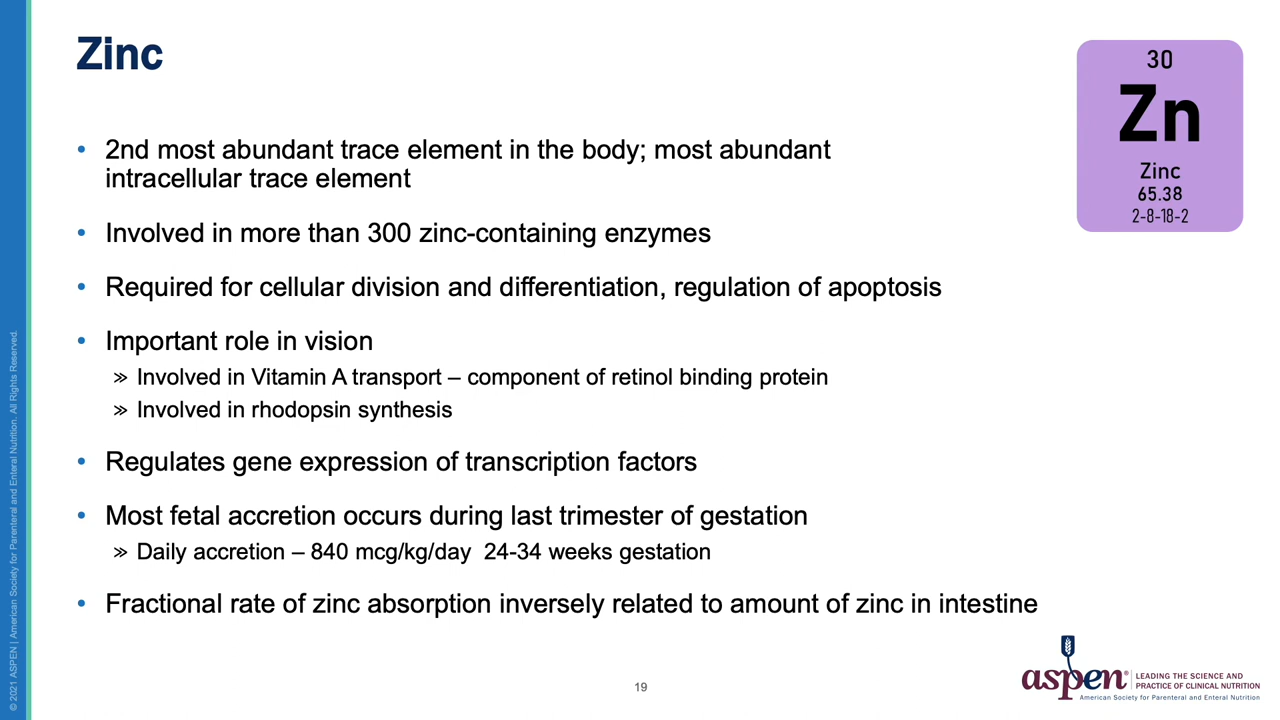 Zinc
30
Zn
Zinc
65.38
2-8-18-2
• 2nd most abundant trace element in the body; most abundant
intracellular trace element
• Involved in more than 300 zinc-containing enzymes
• Required for cellular division and differentiation, regulation of apoptosis
• Important role in vision
» Involved in Vitamin A transport – component of retinol binding protein
» Involved in rhodopsin synthesis
• Regulates gene expression of transcription factors
• Most fetal accretion occurs during last trimester of gestation
» Daily accretion – 840 mcg/kg/day  24-34 weeks gestation
• Fractional rate of zinc absorption inversely related to amount of zinc in intestine
© 2021 ASPEN | American Society for Parenteral and Enteral Nutrition. All Rights Reserved.
19
aspen®
LEADING THE SCIENCE AND
PRACTICE OF CLINICAL NUTRITION
American Society for Parenteral and Enteral Nutrition